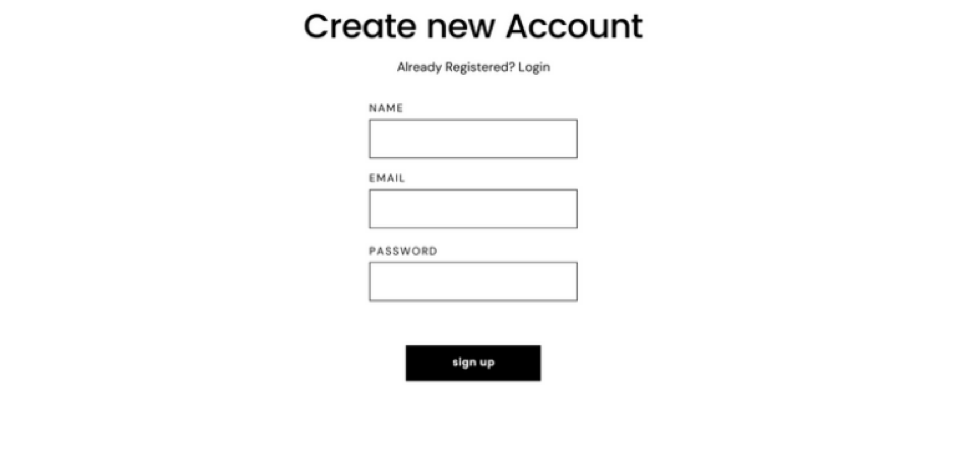 Create new Account
Already Registered? Login
NAME
EMAIL
PASSWORD
sign up